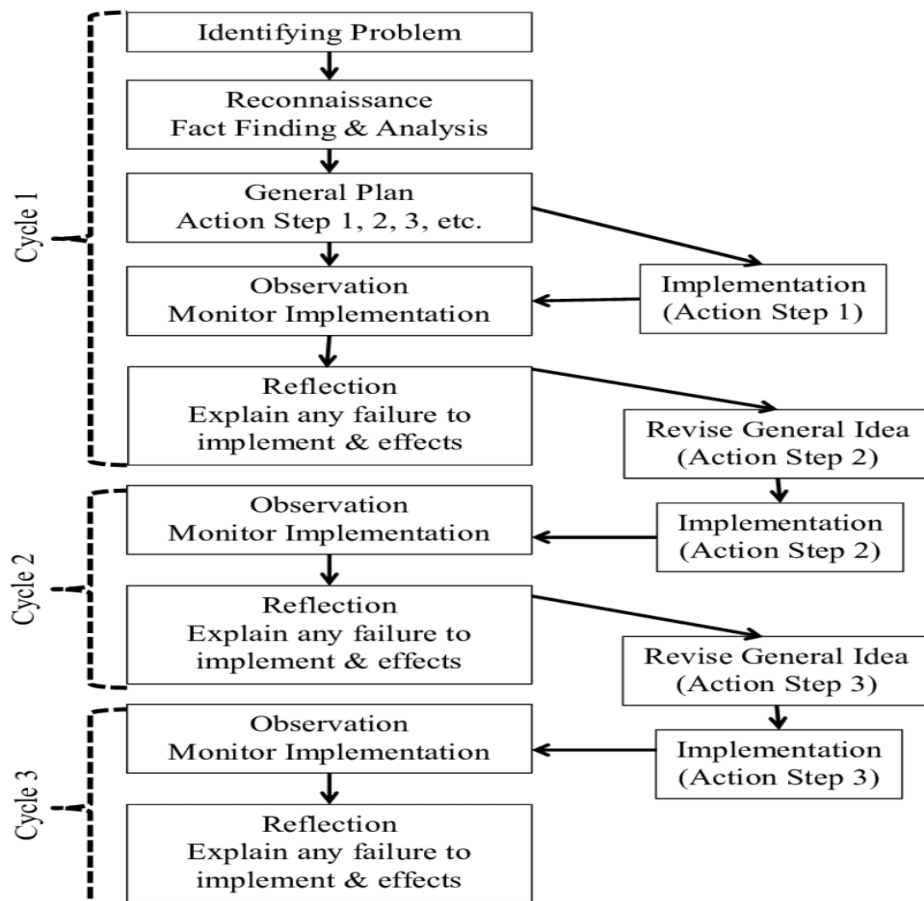 Cycle 1
Identifying Problem
Reconnaissance
Fact Finding & Analysis
General Plan
Action Step 1, 2, 3, etc.
Implementation
(Action Step 1)
Observation
Monitor Implementation
Reflection
Explain any failure to
implement & effects
Revise General Idea
(Action Step 2)
Cycle 2
Implementation
(Action Step 2)
Observation
Monitor Implementation
Reflection
Explain any failure to
implement & effects
Revise General Idea
(Action Step 3)
Cycle 3
Implementation
(Action Step 3)
Observation
Monitor Implementation
Reflection
Explain any failure to
implement & effects